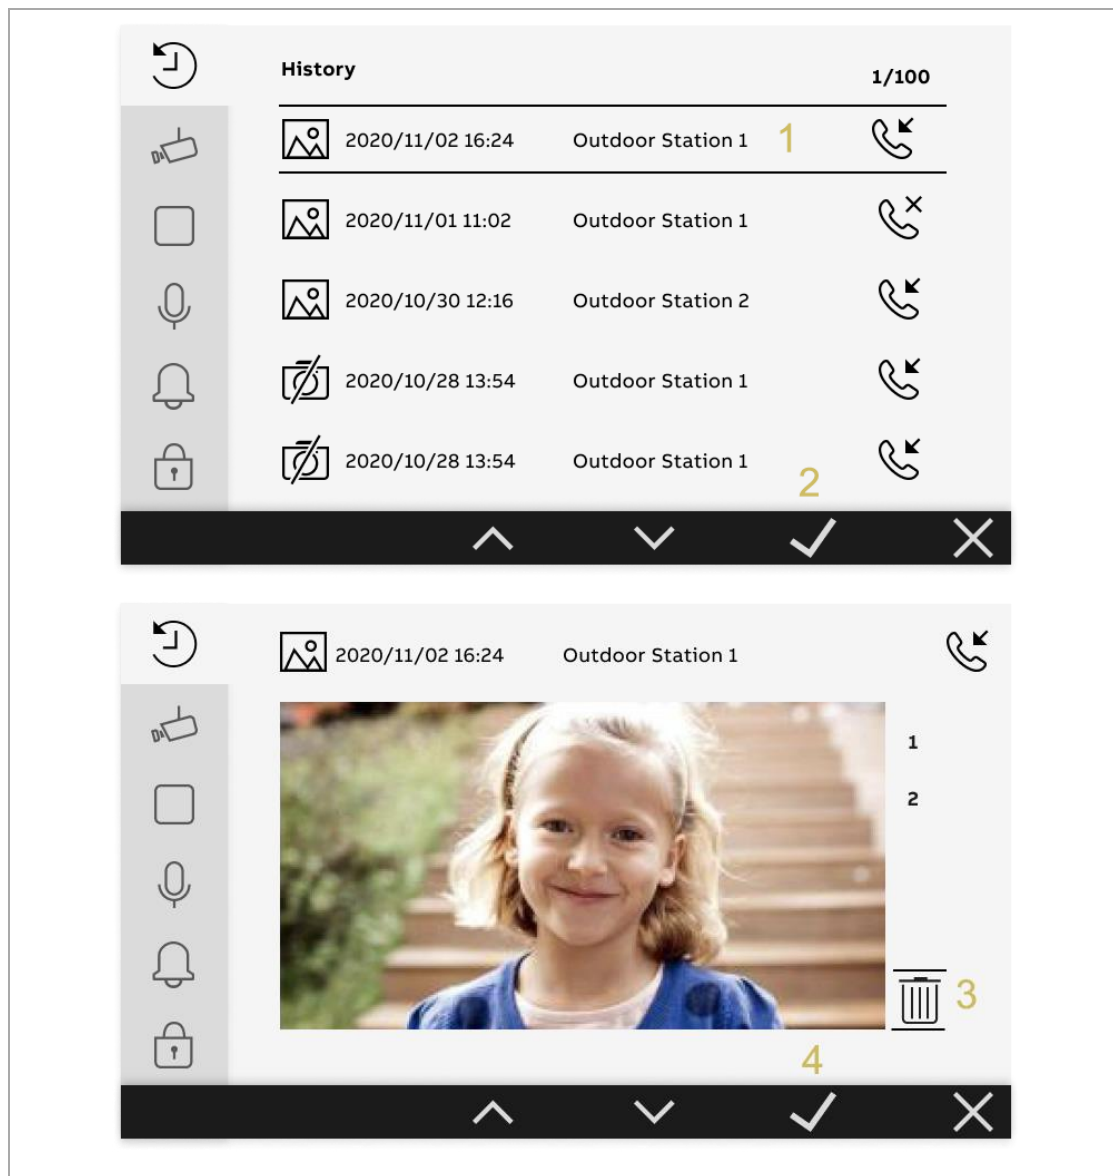 History 1/100
2020/11/02 16:24 Outdoor Station 1 1
2020/11/01 11:02 Outdoor Station 1
2020/10/30 12:16 Outdoor Station 2
2020/10/28 13:54 Outdoor Station 1
2020/10/28 13:54 Outdoor Station 1
2
2020/11/02 16:24 Outdoor Station 1
1
2
3
4